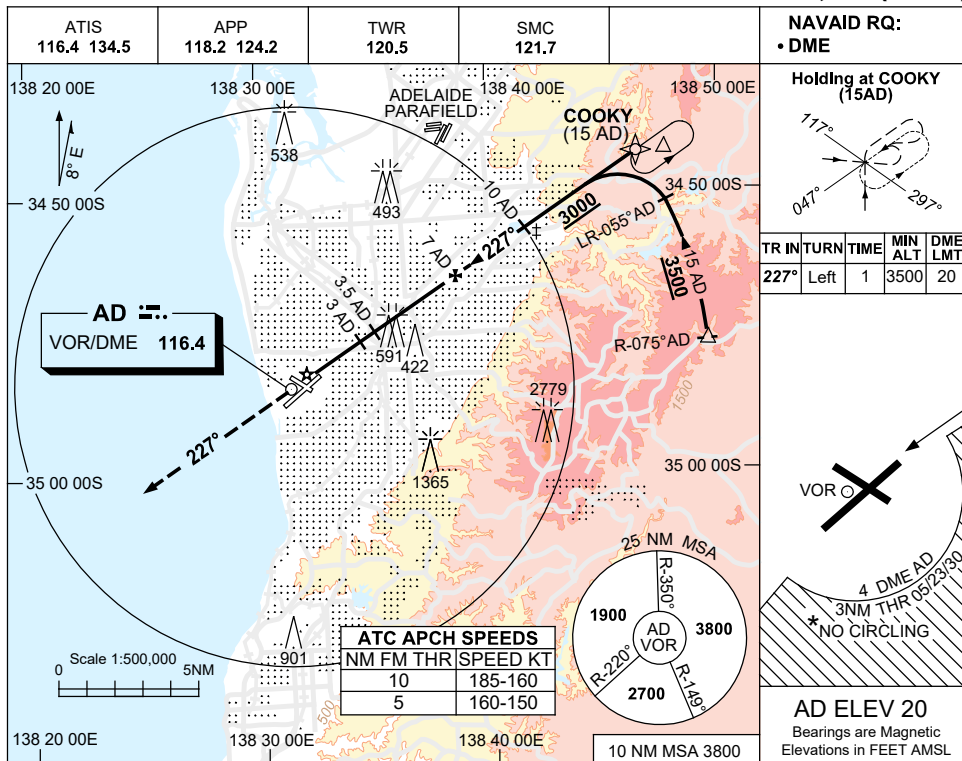 ATIS
116.4 134.5
APP
118.2 124.2
TWR
120.5
SMC
121.7
NAVAID RQ:
• DME
138 20 00E
138 30 00E
138 40 00E
138 50 00E
8° E
538
ADELAIDE
PARAFIELD
COOKY
(15 AD)
493
34 50 00S
34 50 00S
10 AD
3000
LR-055°AD
227°
7 AD
15 AD
3500
3.5 AD
3 AD
R-075°AD
AD
VOR/DME 116.4
591
422
2779
1500
227°
1365
35 00 00S
35 00 00S
901
500
Scale 1:500,000
0
5NM
ATC APCH SPEEDS
NM FM THR SPEED KT
10 185-160
5 160-150
25 NM MSA
R-350°
1900
3800
AD
VOR
R-220°
R-149°
2700
138 20 00E
138 30 00E
138 40 00E
10 NM MSA 3800
Holding at COOKY
(15AD)
117°
047°
297°
TR IN TURN TIME MIN ALT DME LMT
227° Left 1 3500 20
VOR
4 DME AD
3NM THR 05/23/30
*NO CIRCLING
AD ELEV 20
Bearings are Magnetic
Elevations in FEET AMSL